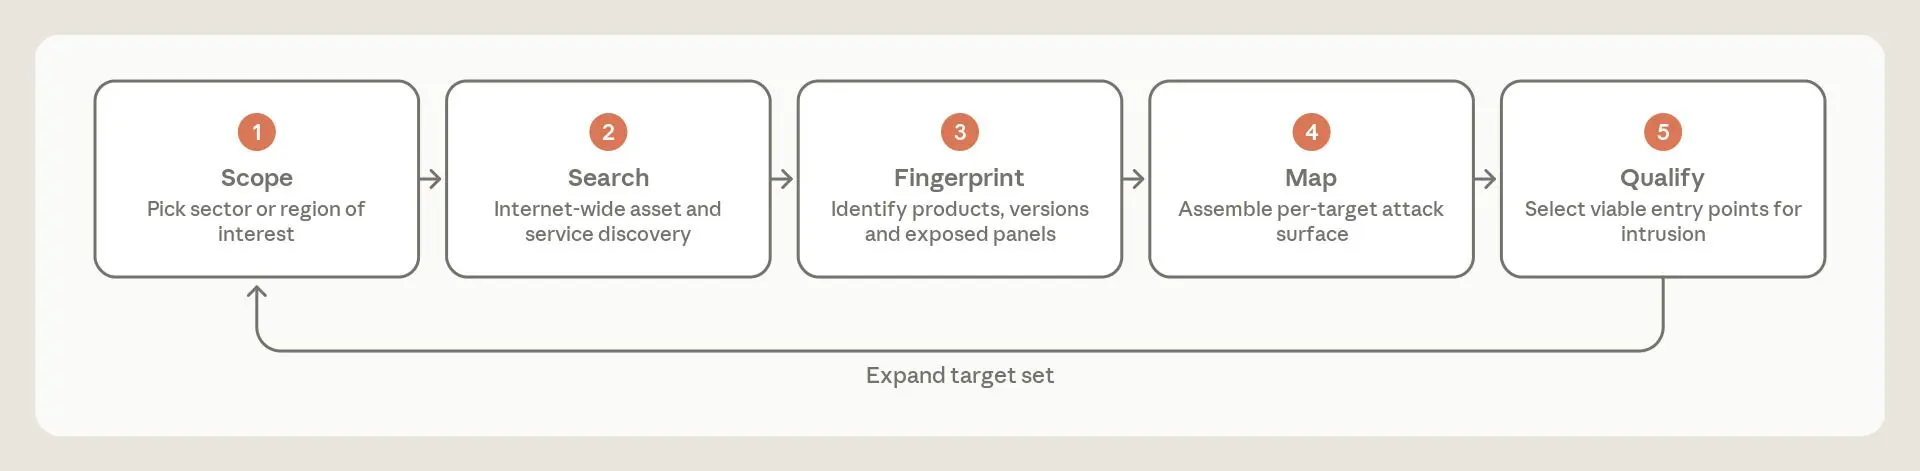 1
Scope
Pick sector or region of
interest
2
Search
Internet-wide asset and
service discovery
3
Fingerprint
Identify products, versions
and exposed panels
4
Map
Assemble per-target attack
surface
5
Qualify
Select viable entry points for
intrusion
Expand target set